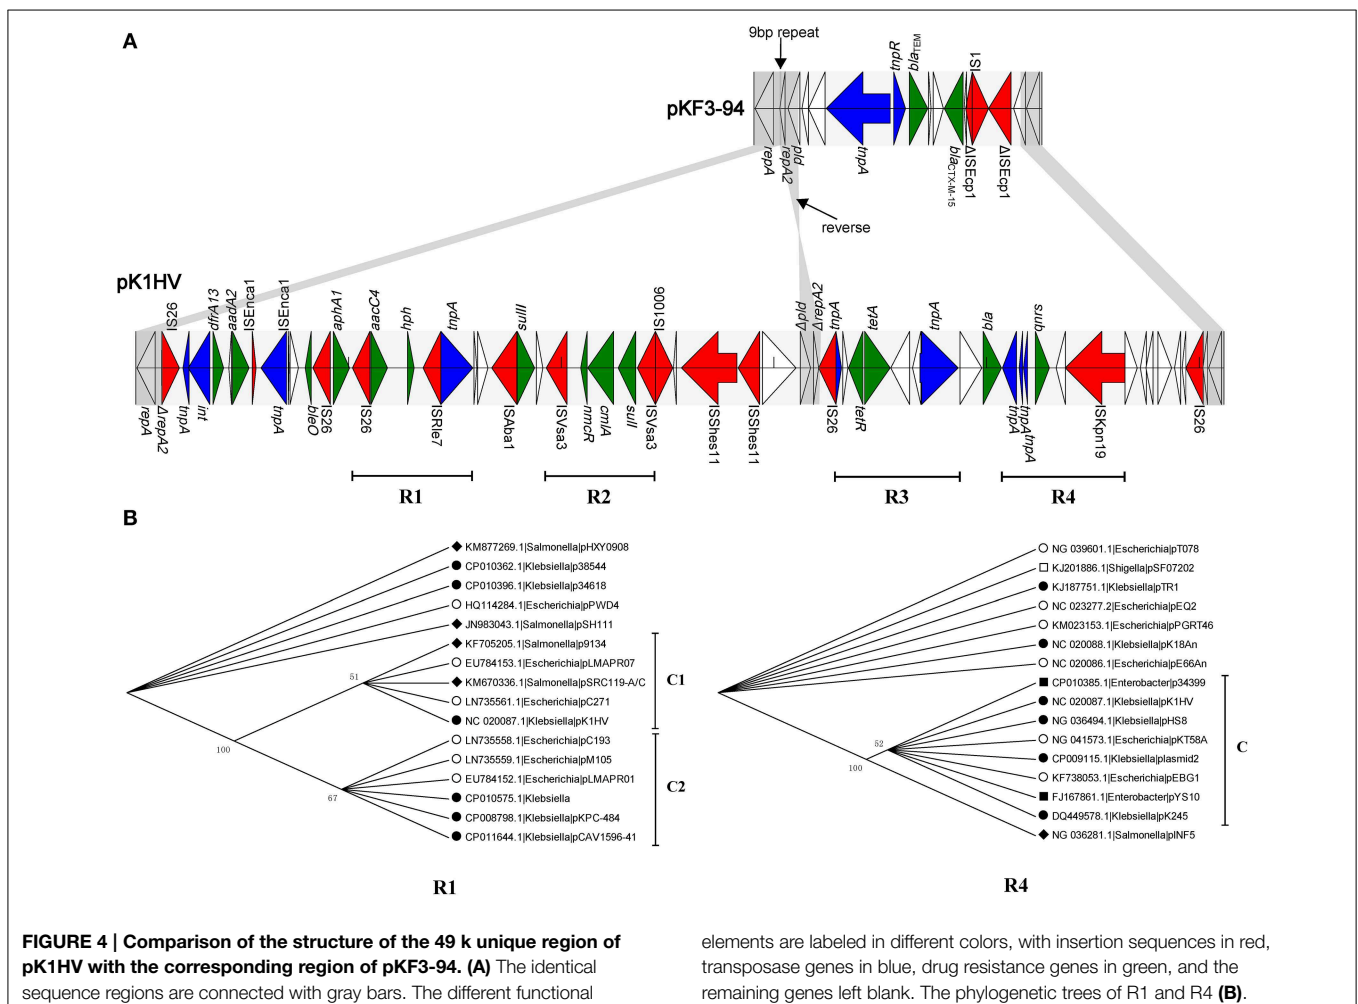 A
9bp repeat
tnpR
blaTEM
IS1
pKF3-94
repA
repA2
pld
tnpA
blaCTX-M-15
ΔISEcp1
ΔISEcp1
reverse
pK1HV
IS26
dfrA13
aadA2
ISEnca1
ISEnca1
aphA1
aacC4
hph
tnpA
sulII
IS1006
Δpld
ΔrepA2
tnpA
tetA
tnpA
bla
qnrs
repA
ΔrepA2
tnpA
int
tnpA
bleO
IS26
IS26
ISRle7
ISAba1
ISVsa3
nmcR
cmlA
sull
ISVsa3
ISShes11
ISShes11
IS26
tetR
tnpA
tnpA
tnpA
ISKpn19
IS26
R1
R2
R3
R4
B
KM877269.1|Salmonella|pHXY0908
CP010362.1|Klebsiella|p38544
CP010396.1|Klebsiella|p34618
HQ114284.1|Escherichia|pPWD4
JN983043.1|Salmonella|pSH111
KF705205.1|Salmonella|p9134
EU784153.1|Escherichia|pLMAPR07
KM670336.1|Salmonella|pSRC119-A/C
LN735561.1|Escherichia|pC271
NC 020087.1|Klebsiella|pK1HV
LN735558.1|Escherichia|pC193
LN735559.1|Escherichia|pM105
EU784152.1|Escherichia|pLMAPR01
CP010575.1|Klebsiella
CP008798.1|Klebsiella|pKPC-484
CP011644.1|Klebsiella|pCAV1596-41
51
100
67
C1
C2
R1
NG 039601.1|Escherichia|pT078
KJ201886.1|Shigella|pSF07202
KJ187751.1|Klebsiella|pTR1
NC 023277.2|Escherichia|pEQ2
KM023153.1|Escherichia|pPGRT46
NC 020088.1|Klebsiella|pK18An
NC 020086.1|Escherichia|pE66An
CP010385.1|Enterobacter|p34399
NC 020087.1|Klebsiella|pK1HV
NG 036494.1|Klebsiella|pHS8
NG 041573.1|Escherichia|pKT58A
CP009115.1|Klebsiella|plasmid2
KF738053.1|Escherichia|pEBG1
FJ167861.1|Enterobacter|pYS10
DQ449578.1|Klebsiella|pK245
NG 036281.1|Salmonella|pINF5
52
100
C
R4
FIGURE 4 | Comparison of the structure of the 49 k unique region of
pK1HV with the corresponding region of pKF3-94. (A) The identical
sequence regions are connected with gray bars. The different functional
elements are labeled in different colors, with insertion sequences in red,
transposase genes in blue, drug resistance genes in green, and the
remaining genes left blank. The phylogenetic trees of R1 and R4 (B).